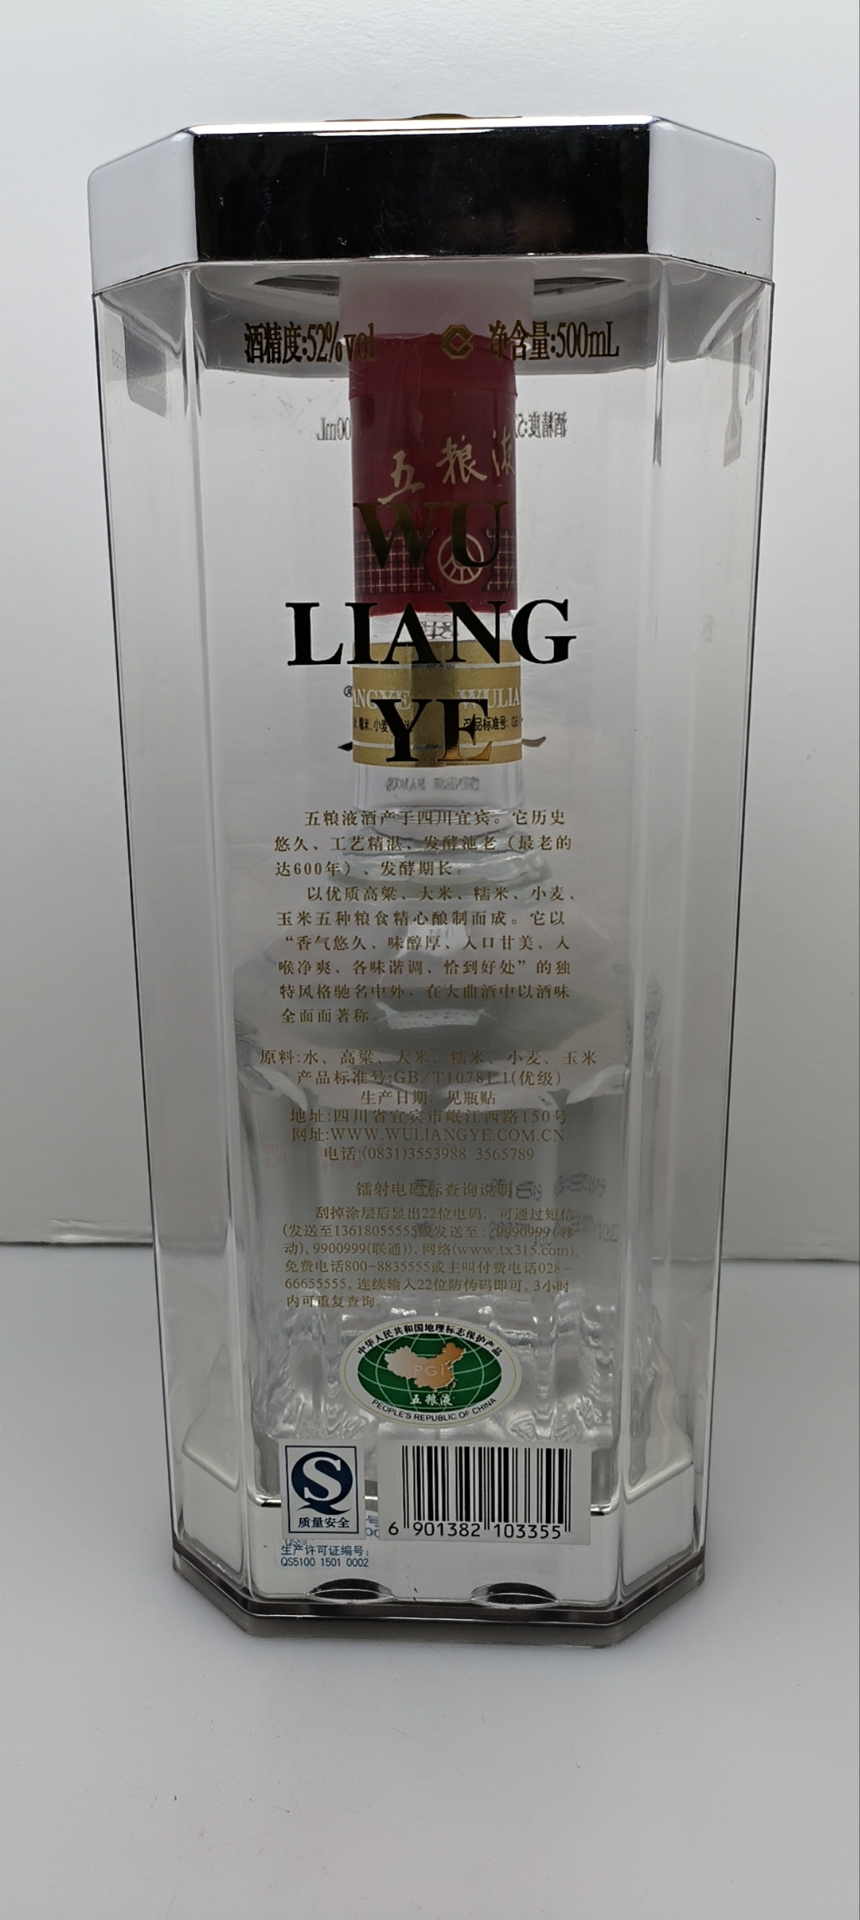 酒精度:52%vol 净含量:500mL
五粮液
WU
LIANG
YE
五粮液酒产于四川宜宾。它历史
悠久、工艺精湛、发酵池老（最老的
达600年）、发酵期长。
以优质高粱、大米、糯米、小麦、
玉米五种粮食精心酿制而成。它以
“香气悠久、味醇厚、入口甘美、入
喉净爽、各味谐调、恰到好处”的独
特风格驰名中外，在大曲酒中以酒味
全面而著称。
原料:水、高粱、大米、糯米、小麦、玉米
产品标准号:GB/T10781.1(优级)
生产日期: 见瓶贴
地址:四川省宜宾市岷江西路150号
网址:WWW.WULIANGYE.COM.CN
电话:(0831)3553988 3565789
镭射电码标查询说明
刮掉涂层后显出22位电码，可通过短信
(发送至13618055555或发送至: 9990999(移
动), 9900999(联通)), 网络(www.tx315.com),
免费电话800-8835555或主叫付费电话028-
66655555, 连续输入22位防伪码即可。3小时
内可重复查询
中华人民共和国地理标志保护产品
PGI
五粮液
PEOPLE'S REPUBLIC OF CHINA
质量安全
6 901382 103355
生产许可证编号:
QS5100 1501 0002